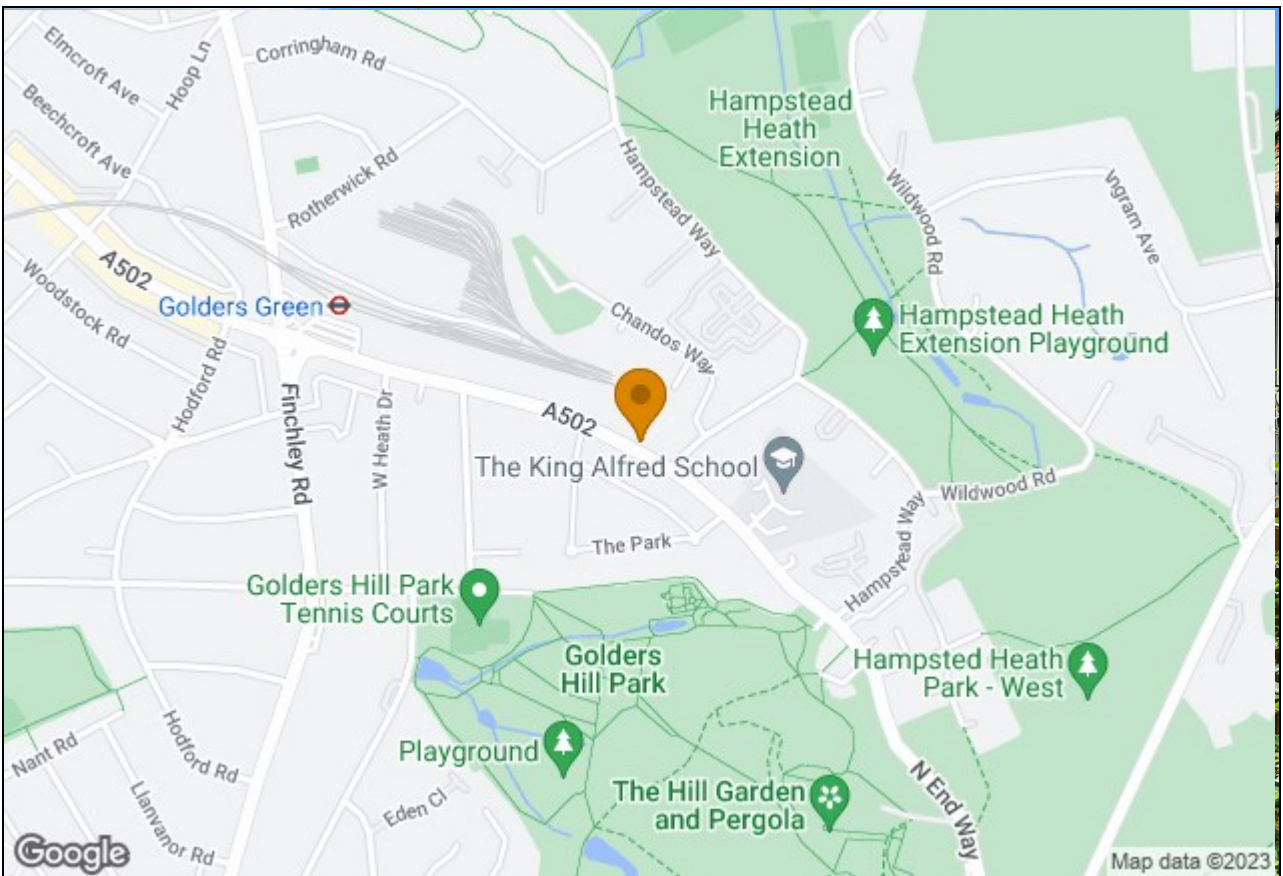 Elmcroft Ave
Hoop Ln
Corringham Rd
Beechcroft Ave
Hampstead
Heath
Extension
Rotherwick Rd
Hampstead Way
Wildwood Rd
Ingram Ave
A502
Woodstock Rd
Golders Green
Hodford Rd
Chandos Way
Hampstead Heath
Extension Playground
Finchley Rd
W Heath Dr
A502
The King Alfred School
Wildwood Rd
The Park
Hampstead Way
Golders Hill Park
Tennis Courts
Golders
Hill Park
Hampsted Heath
Park - West
Nant Rd
Hodford Rd
Playground
Llanvanor Rd
Eden Cl
The Hill Garden
and Pergola
N End Way
Google
Map data ©2023